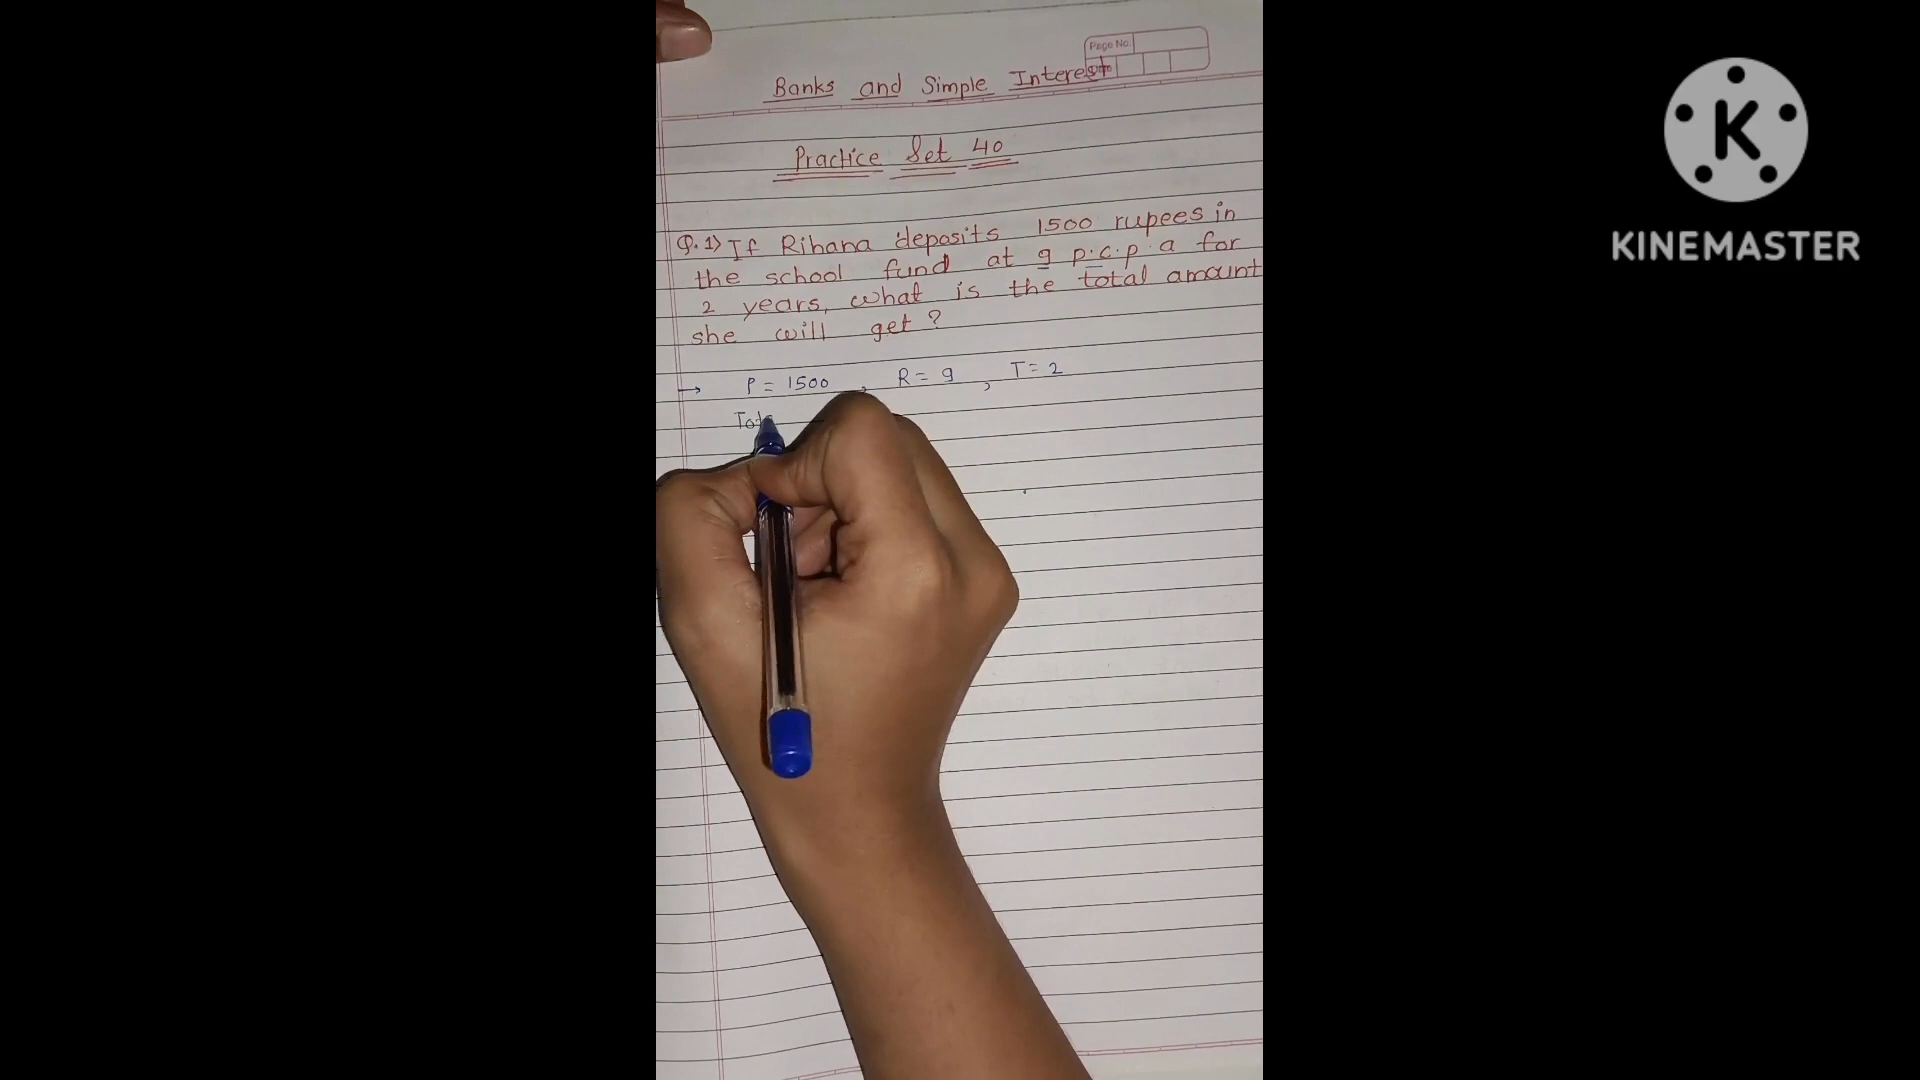 Page No.
Banks and Simple Interest
Practice Set 40
Q.1) If Rihana deposits 1500 rupees in
the school fund at 9 p.c.p.a for
2 years, what is the total amount
she will get?
→ P = 1500 , R = 9 , T = 2
Tot
K
KINEMASTER